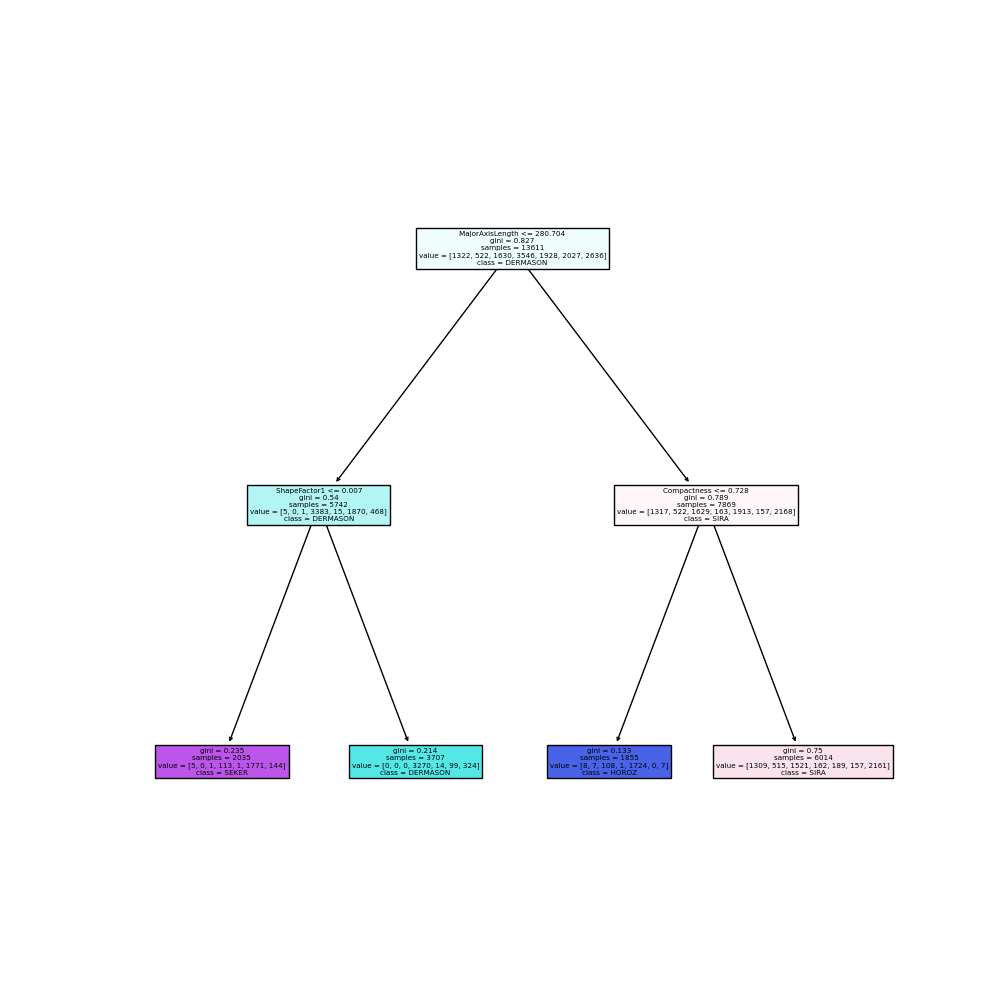 MajorAxisLength <= 280.704
gini = 0.827
samples = 13611
value = [1322, 522, 1630, 3546, 1928, 2027, 2636]
class = DERMASON
ShapeFactor1 <= 0.007
gini = 0.54
samples = 5742
value = [5, 0, 1, 3383, 15, 1870, 468]
class = DERMASON
Compactness <= 0.728
gini = 0.789
samples = 7869
value = [1317, 522, 1629, 163, 1913, 157, 2168]
class = SIRA
gini = 0.235
samples = 2035
value = [5, 0, 1, 113, 1, 1771, 144]
class = SEKER
gini = 0.214
samples = 3707
value = [0, 0, 0, 3270, 14, 99, 324]
class = DERMASON
gini = 0.133
samples = 1855
value = [8, 7, 108, 1, 1724, 0, 7]
class = HOROZ
gini = 0.75
samples = 6014
value = [1309, 515, 1521, 162, 189, 157, 2161]
class = SIRA